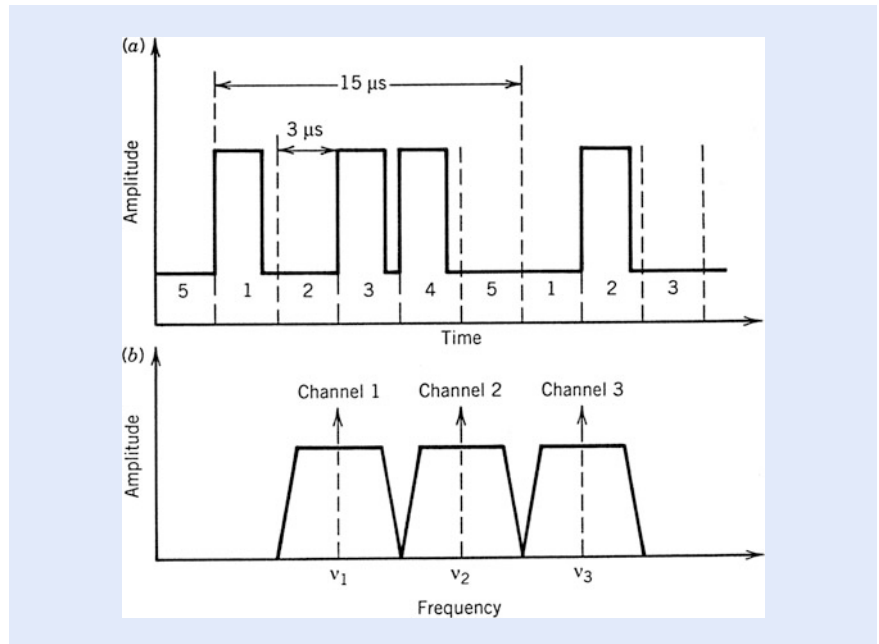 (a)
15 μs
3 μs
Amplitude
5 1 2 3 4 5 1 2 3
Time
(b)
Channel 1 Channel 2 Channel 3
Amplitude
ν1 ν2 ν3
Frequency